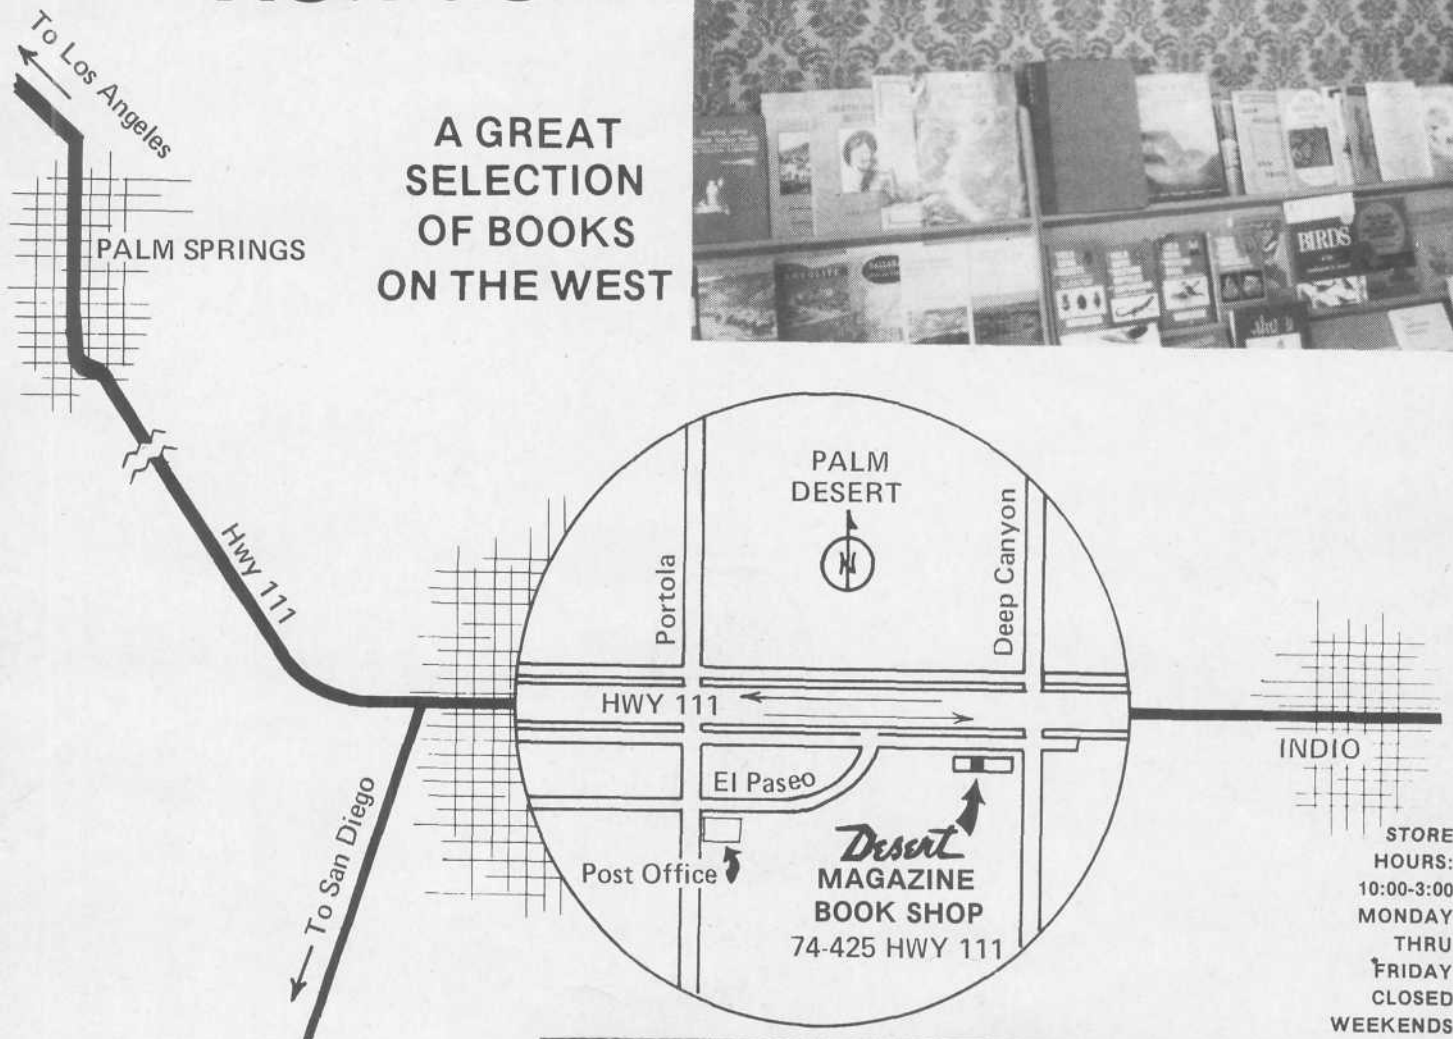 To Los Angeles
A GREAT
SELECTION
OF BOOKS
ON THE WEST
BIRDS
PALM SPRINGS
Hwy 111
PALM
DESERT
N
Portola
Deep Canyon
HWY 111
INDIO
El Paseo
To San Diego
Post Office
Desert
MAGAZINE
BOOK SHOP
74-425 HWY 111
STORE
HOURS:
10:00-3:00
MONDAY
THRU
FRIDAY
CLOSED
WEEKENDS